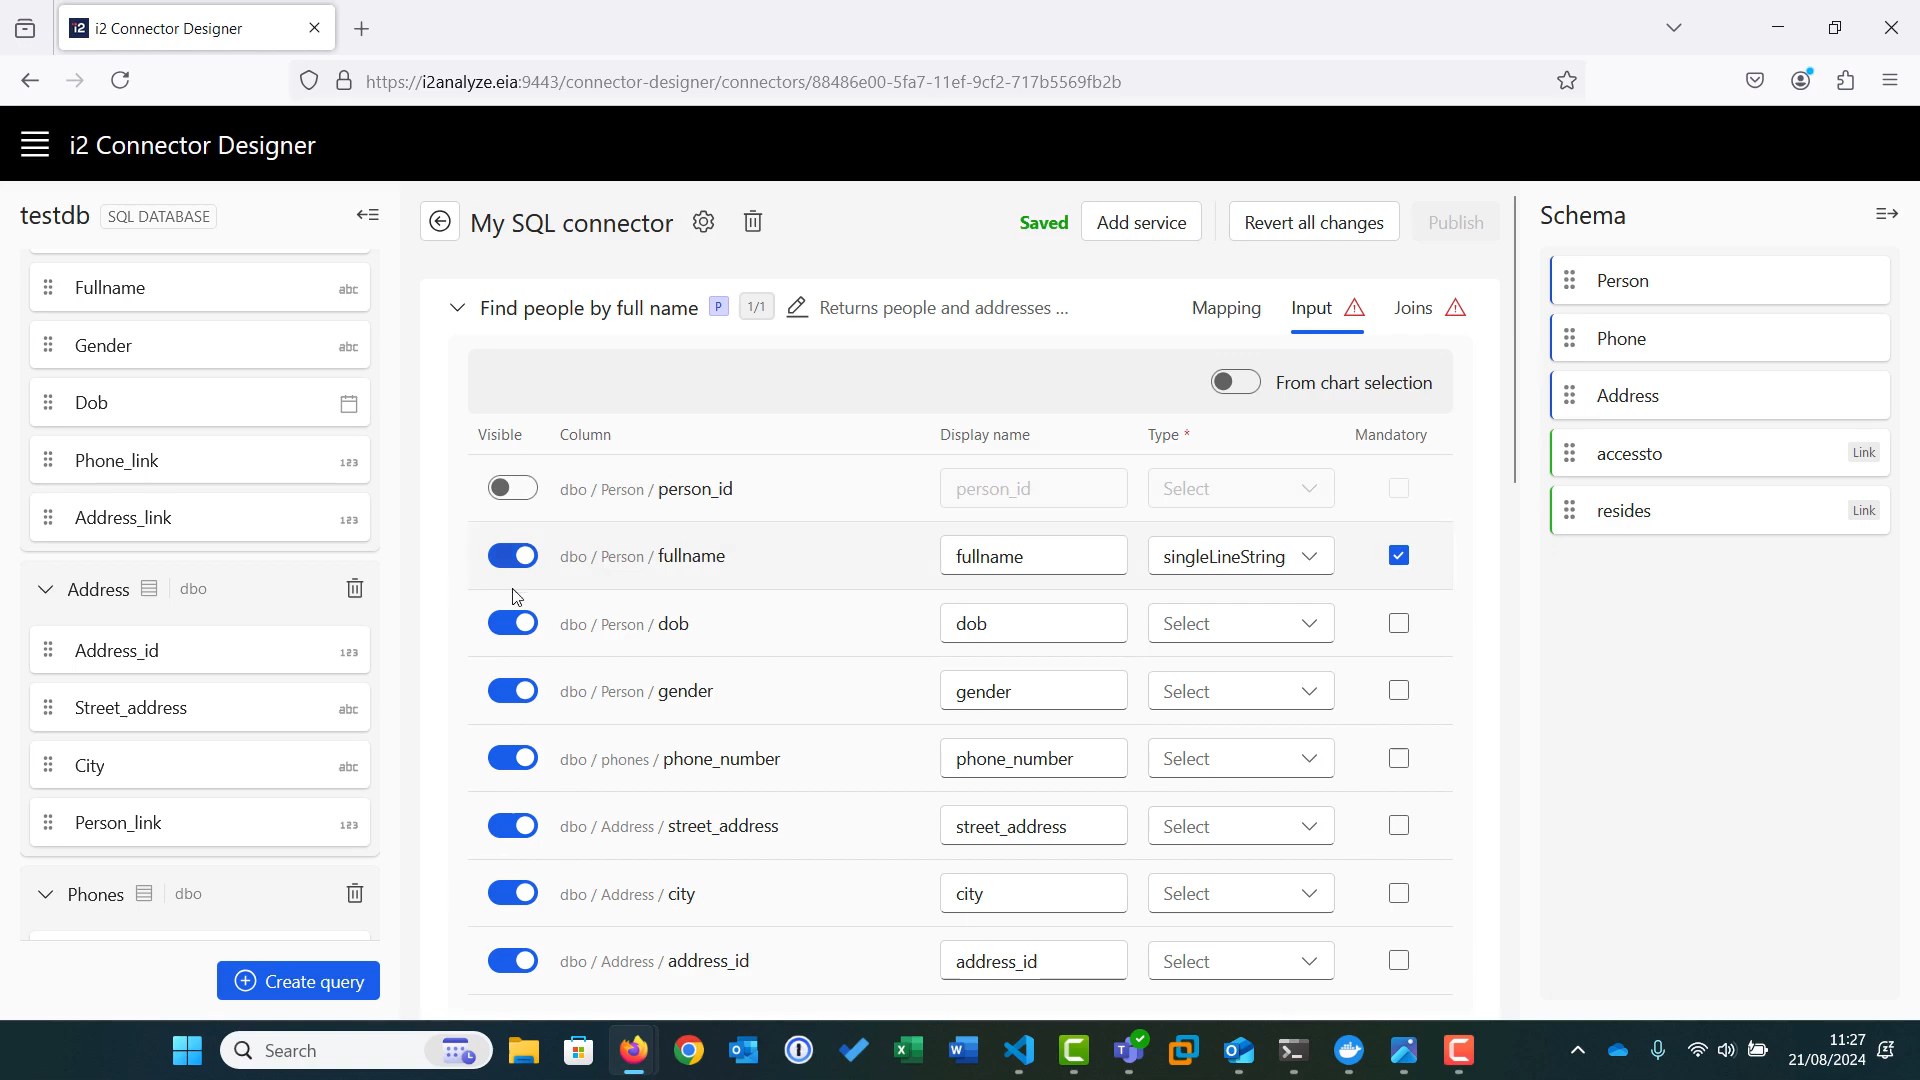 i2 Connector Designer
https://i2analyze.eia:9443/connector-designer/connectors/88486e00-5fa7-11ef-9cf2-717b5569fb2b
i2 Connector Designer
testdb SQL DATABASE
Fullname abc
Gender abc
Dob
Phone_link 123
Address_link 123
Address dbo
Address_id 123
Street_address abc
City abc
Person_link 123
Phones dbo
Create query
My SQL connector
Saved Add service Revert all changes Publish
Find people by full name P 1/1 Returns people and addresses ... Mapping Input Joins
From chart selection
Visible Column Display name Type * Mandatory
dbo / Person / person_id person_id Select
dbo / Person / fullname fullname singleLineString
dbo / Person / dob dob Select
dbo / Person / gender gender Select
dbo / phones / phone_number phone_number Select
dbo / Address / street_address street_address Select
dbo / Address / city city Select
dbo / Address / address_id address_id Select
Schema
Person
Phone
Address
accessto Link
resides Link
Search
11:27
21/08/2024